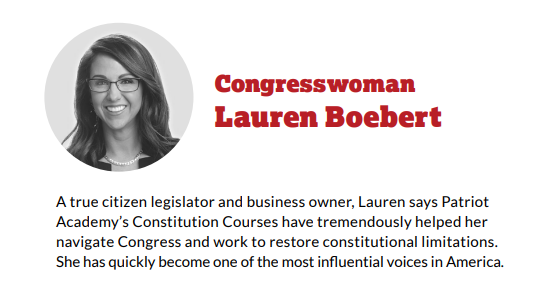 Congresswoman
Lauren Boebert
A true citizen legislator and business owner, Lauren says Patriot
Academy’s Constitution Courses have tremendously helped her
navigate Congress and work to restore constitutional limitations.
She has quickly become one of the most influential voices in America.